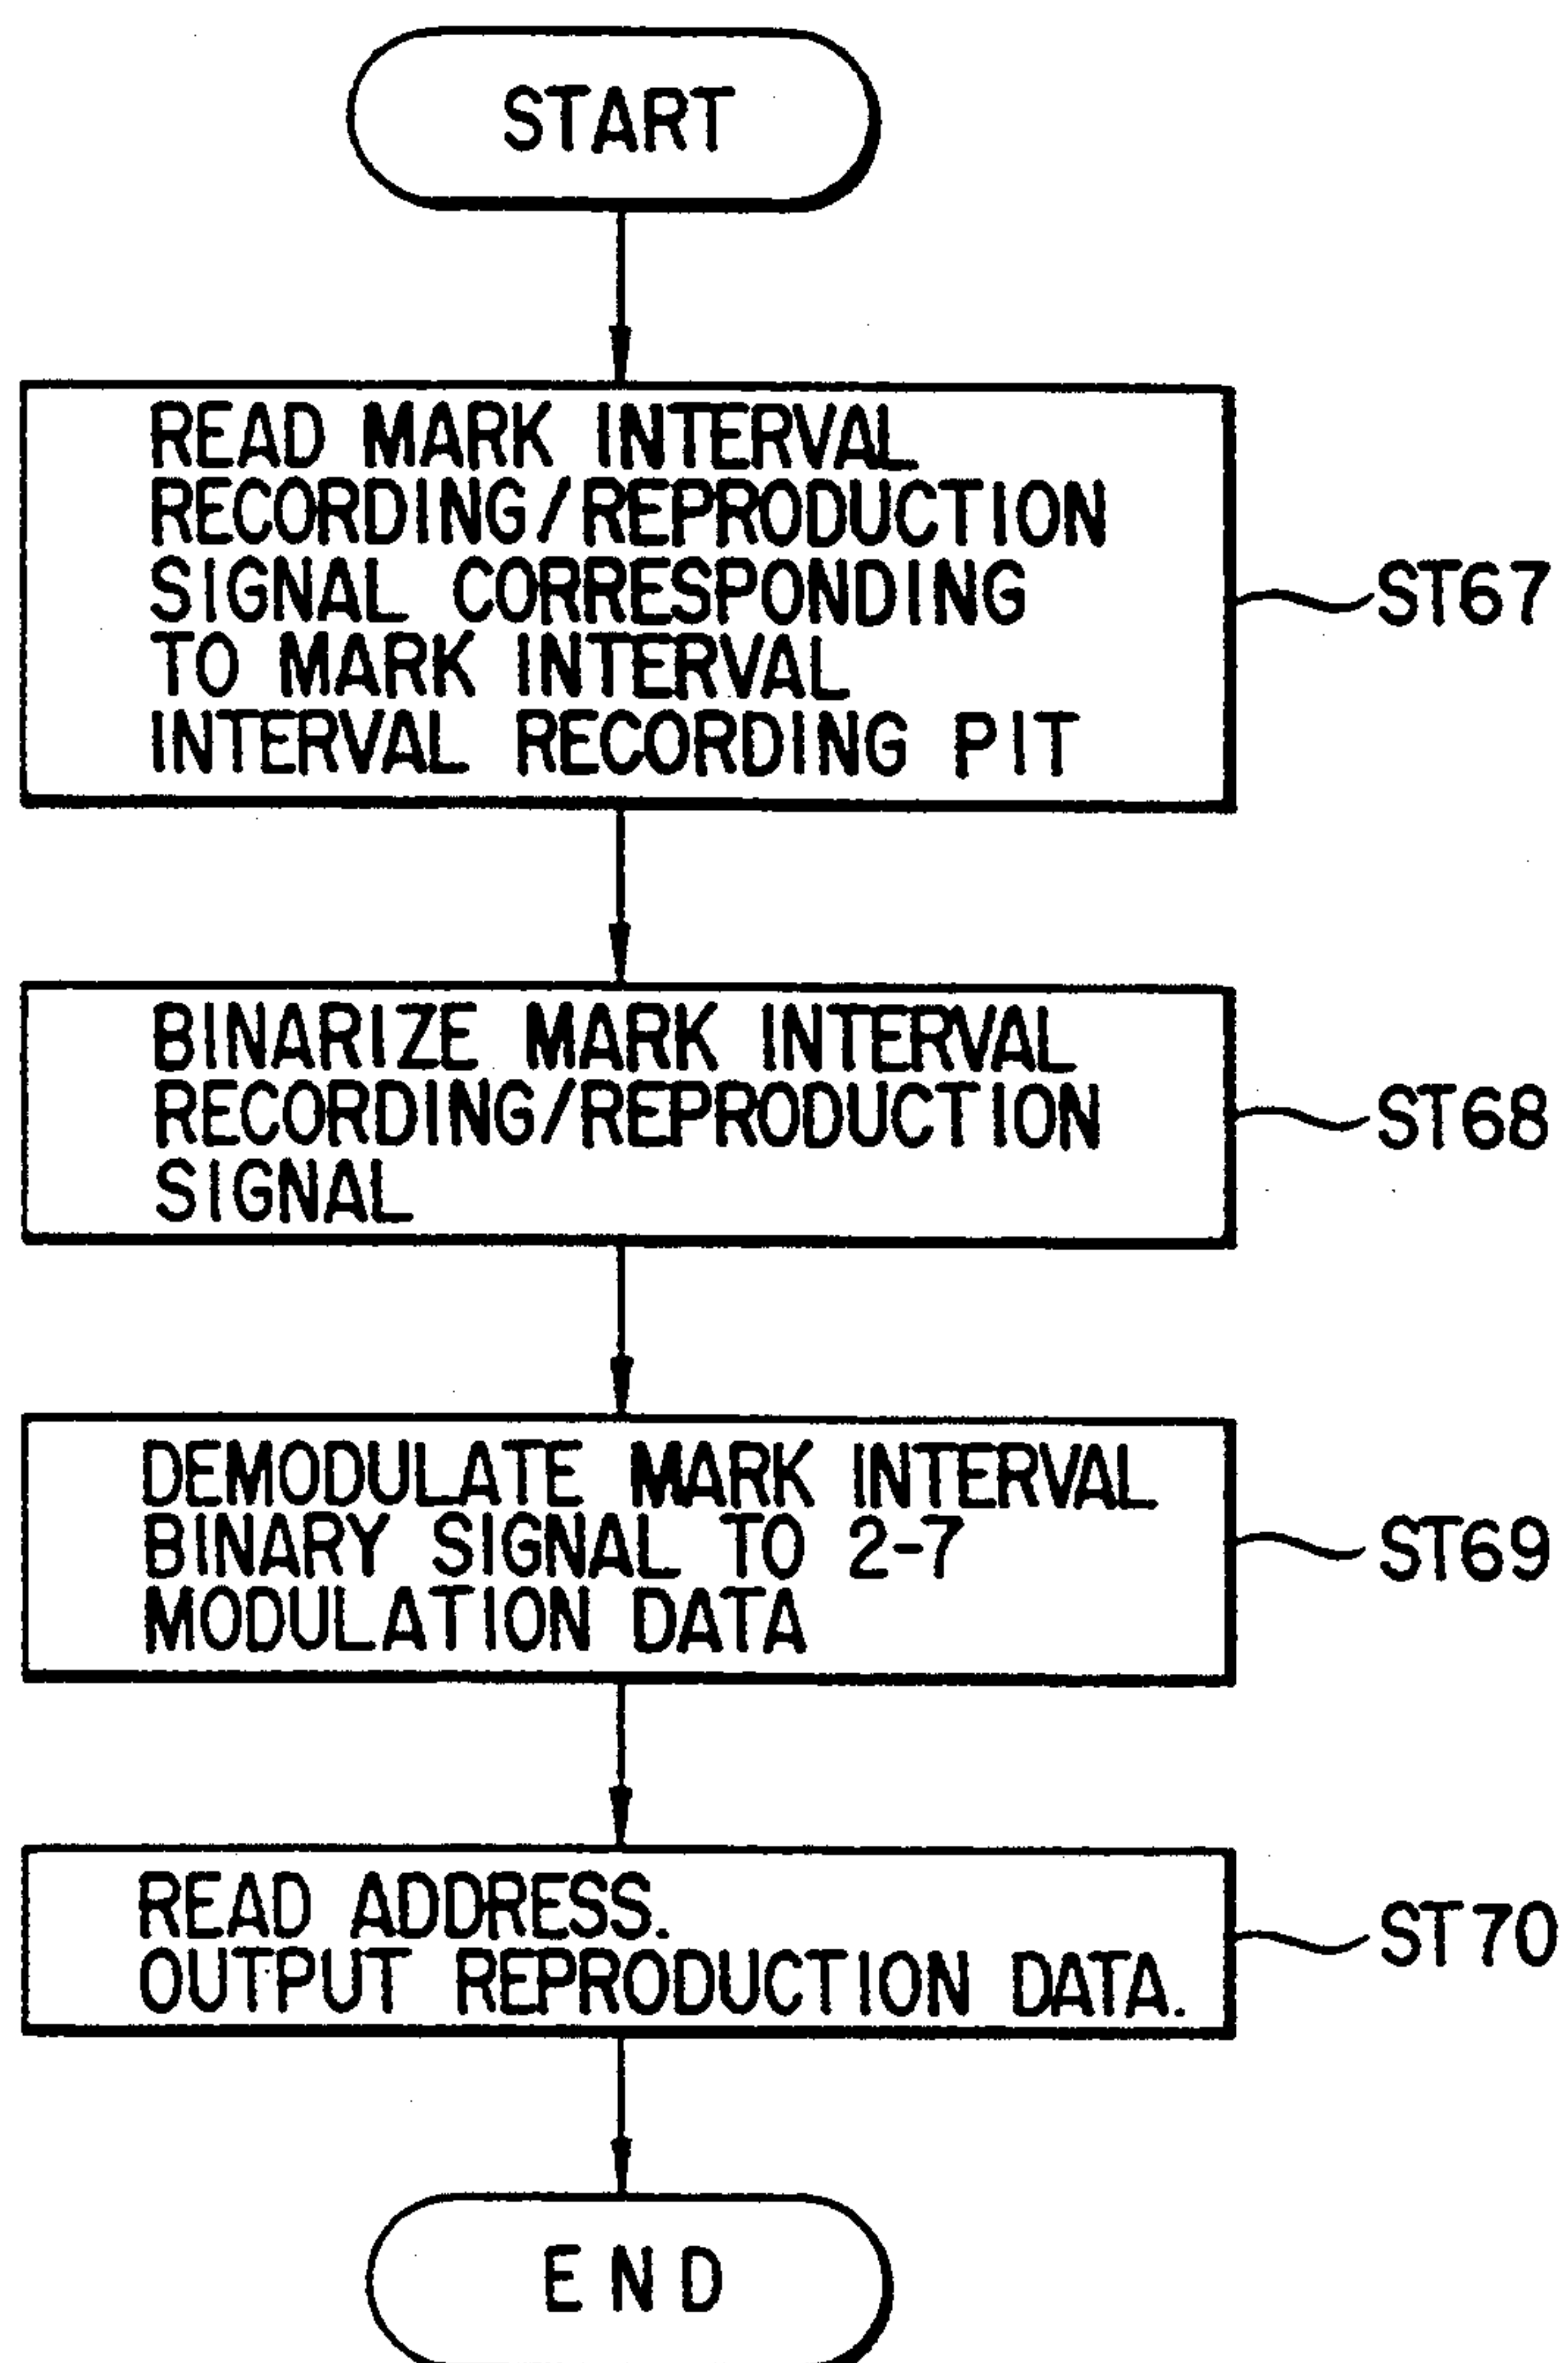 START
READ MARK INTERVAL
RECORDING/REPRODUCTION
SIGNAL CORRESPONDING
TO MARK INTERVAL
INTERVAL RECORDING PIT
ST67
BINARIZE MARK INTERVAL
RECORDING/REPRODUCTION
SIGNAL
ST68
DEMODULATE MARK INTERVAL
BINARY SIGNAL TO 2-7
MODULATION DATA
ST69
READ ADDRESS.
OUTPUT REPRODUCTION DATA.
ST70
END